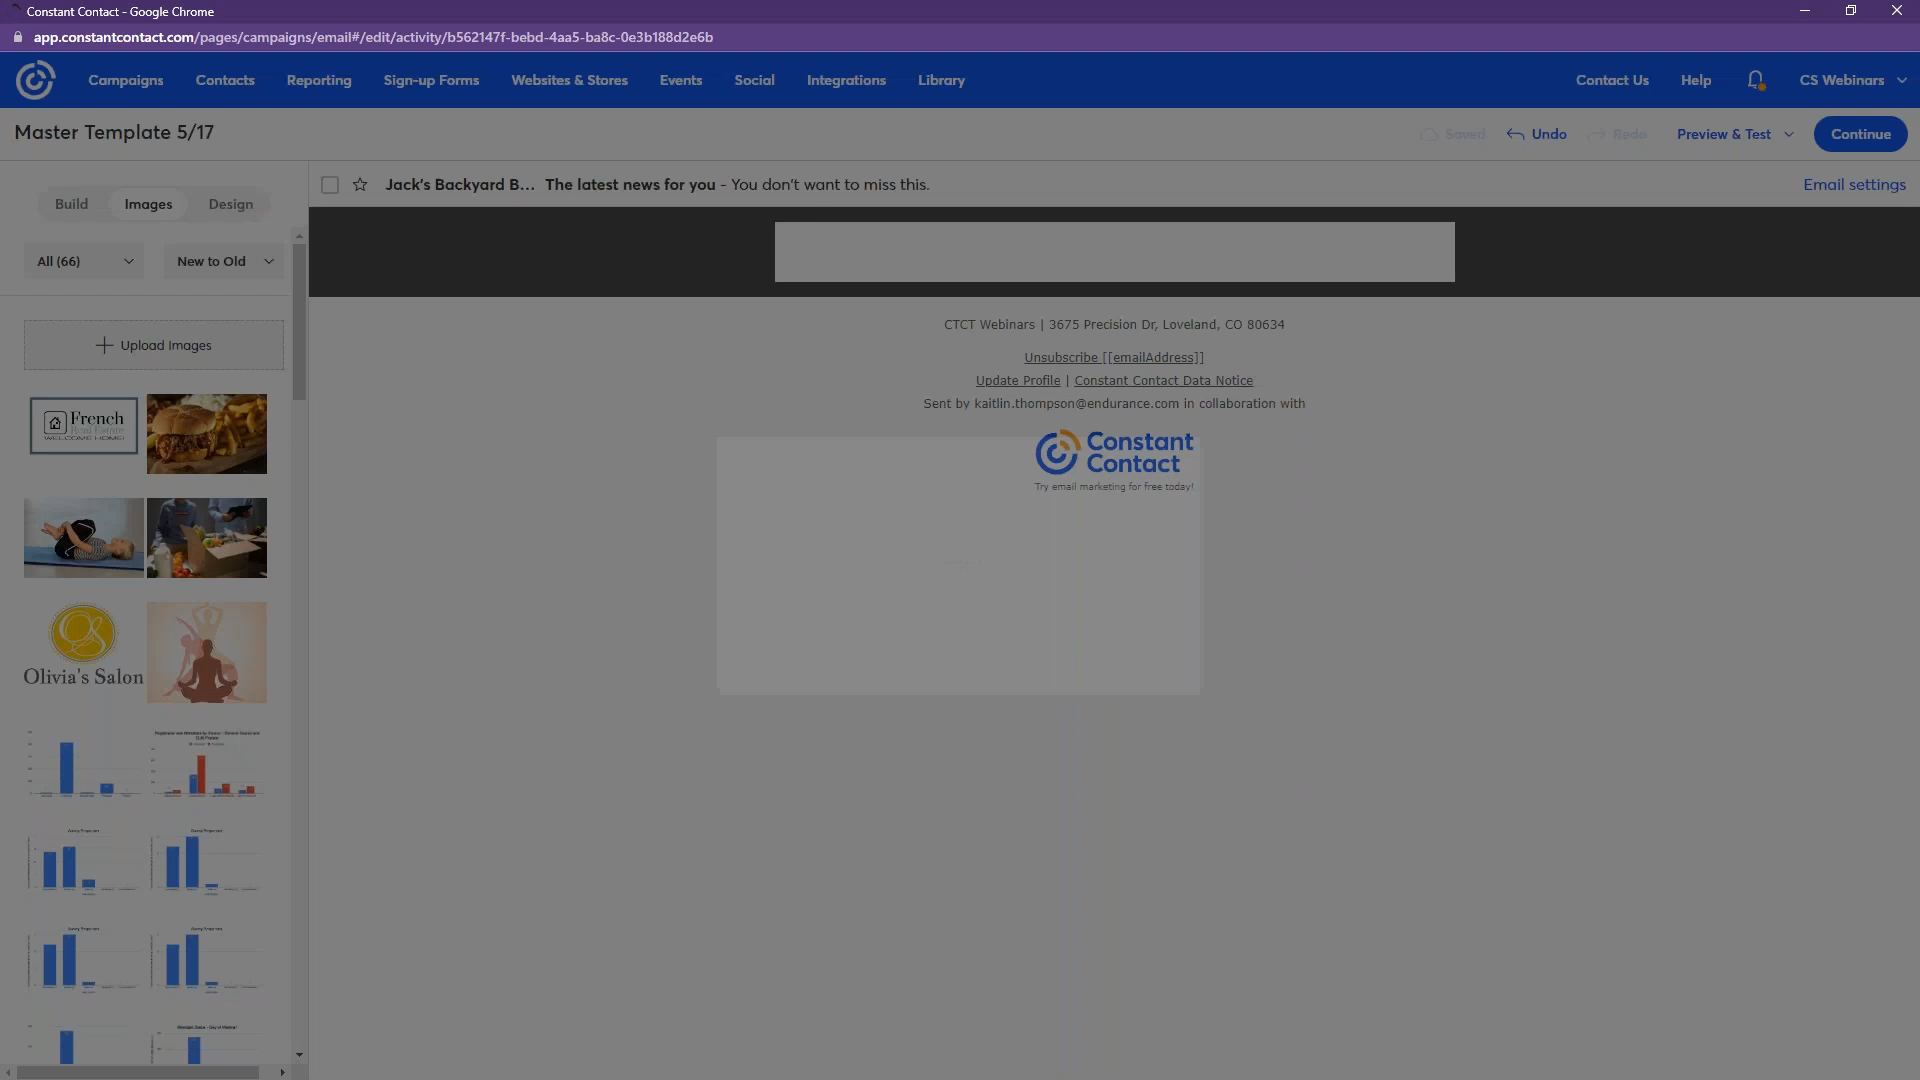 Constant Contact - Google Chrome
app.constantcontact.com/pages/campaigns/email#/edit/activity/b562147f-bebd-4aa5-ba8c-0e3b188d2e6b
Campaigns Contacts Reporting Sign-up Forms Websites & Stores Events Social Integrations Library Contact Us Help CS Webinars
Master Template 5/17 Saved Undo Redo Preview & Test Continue
Build Images Design
Jack's Backyard B... The latest news for you - You don't want to miss this. Email settings
All (66) New to Old
Upload Images
French
Real Estate
WELCOME HOME!
OS
Olivia's Salon
CTCT Webinars | 3675 Precision Dr, Loveland, CO 80634
Unsubscribe [[emailAddress]]
Update Profile | Constant Contact Data Notice
Sent by kaitlin.thompson@endurance.com in collaboration with
Constant
Contact
Try email marketing for free today!